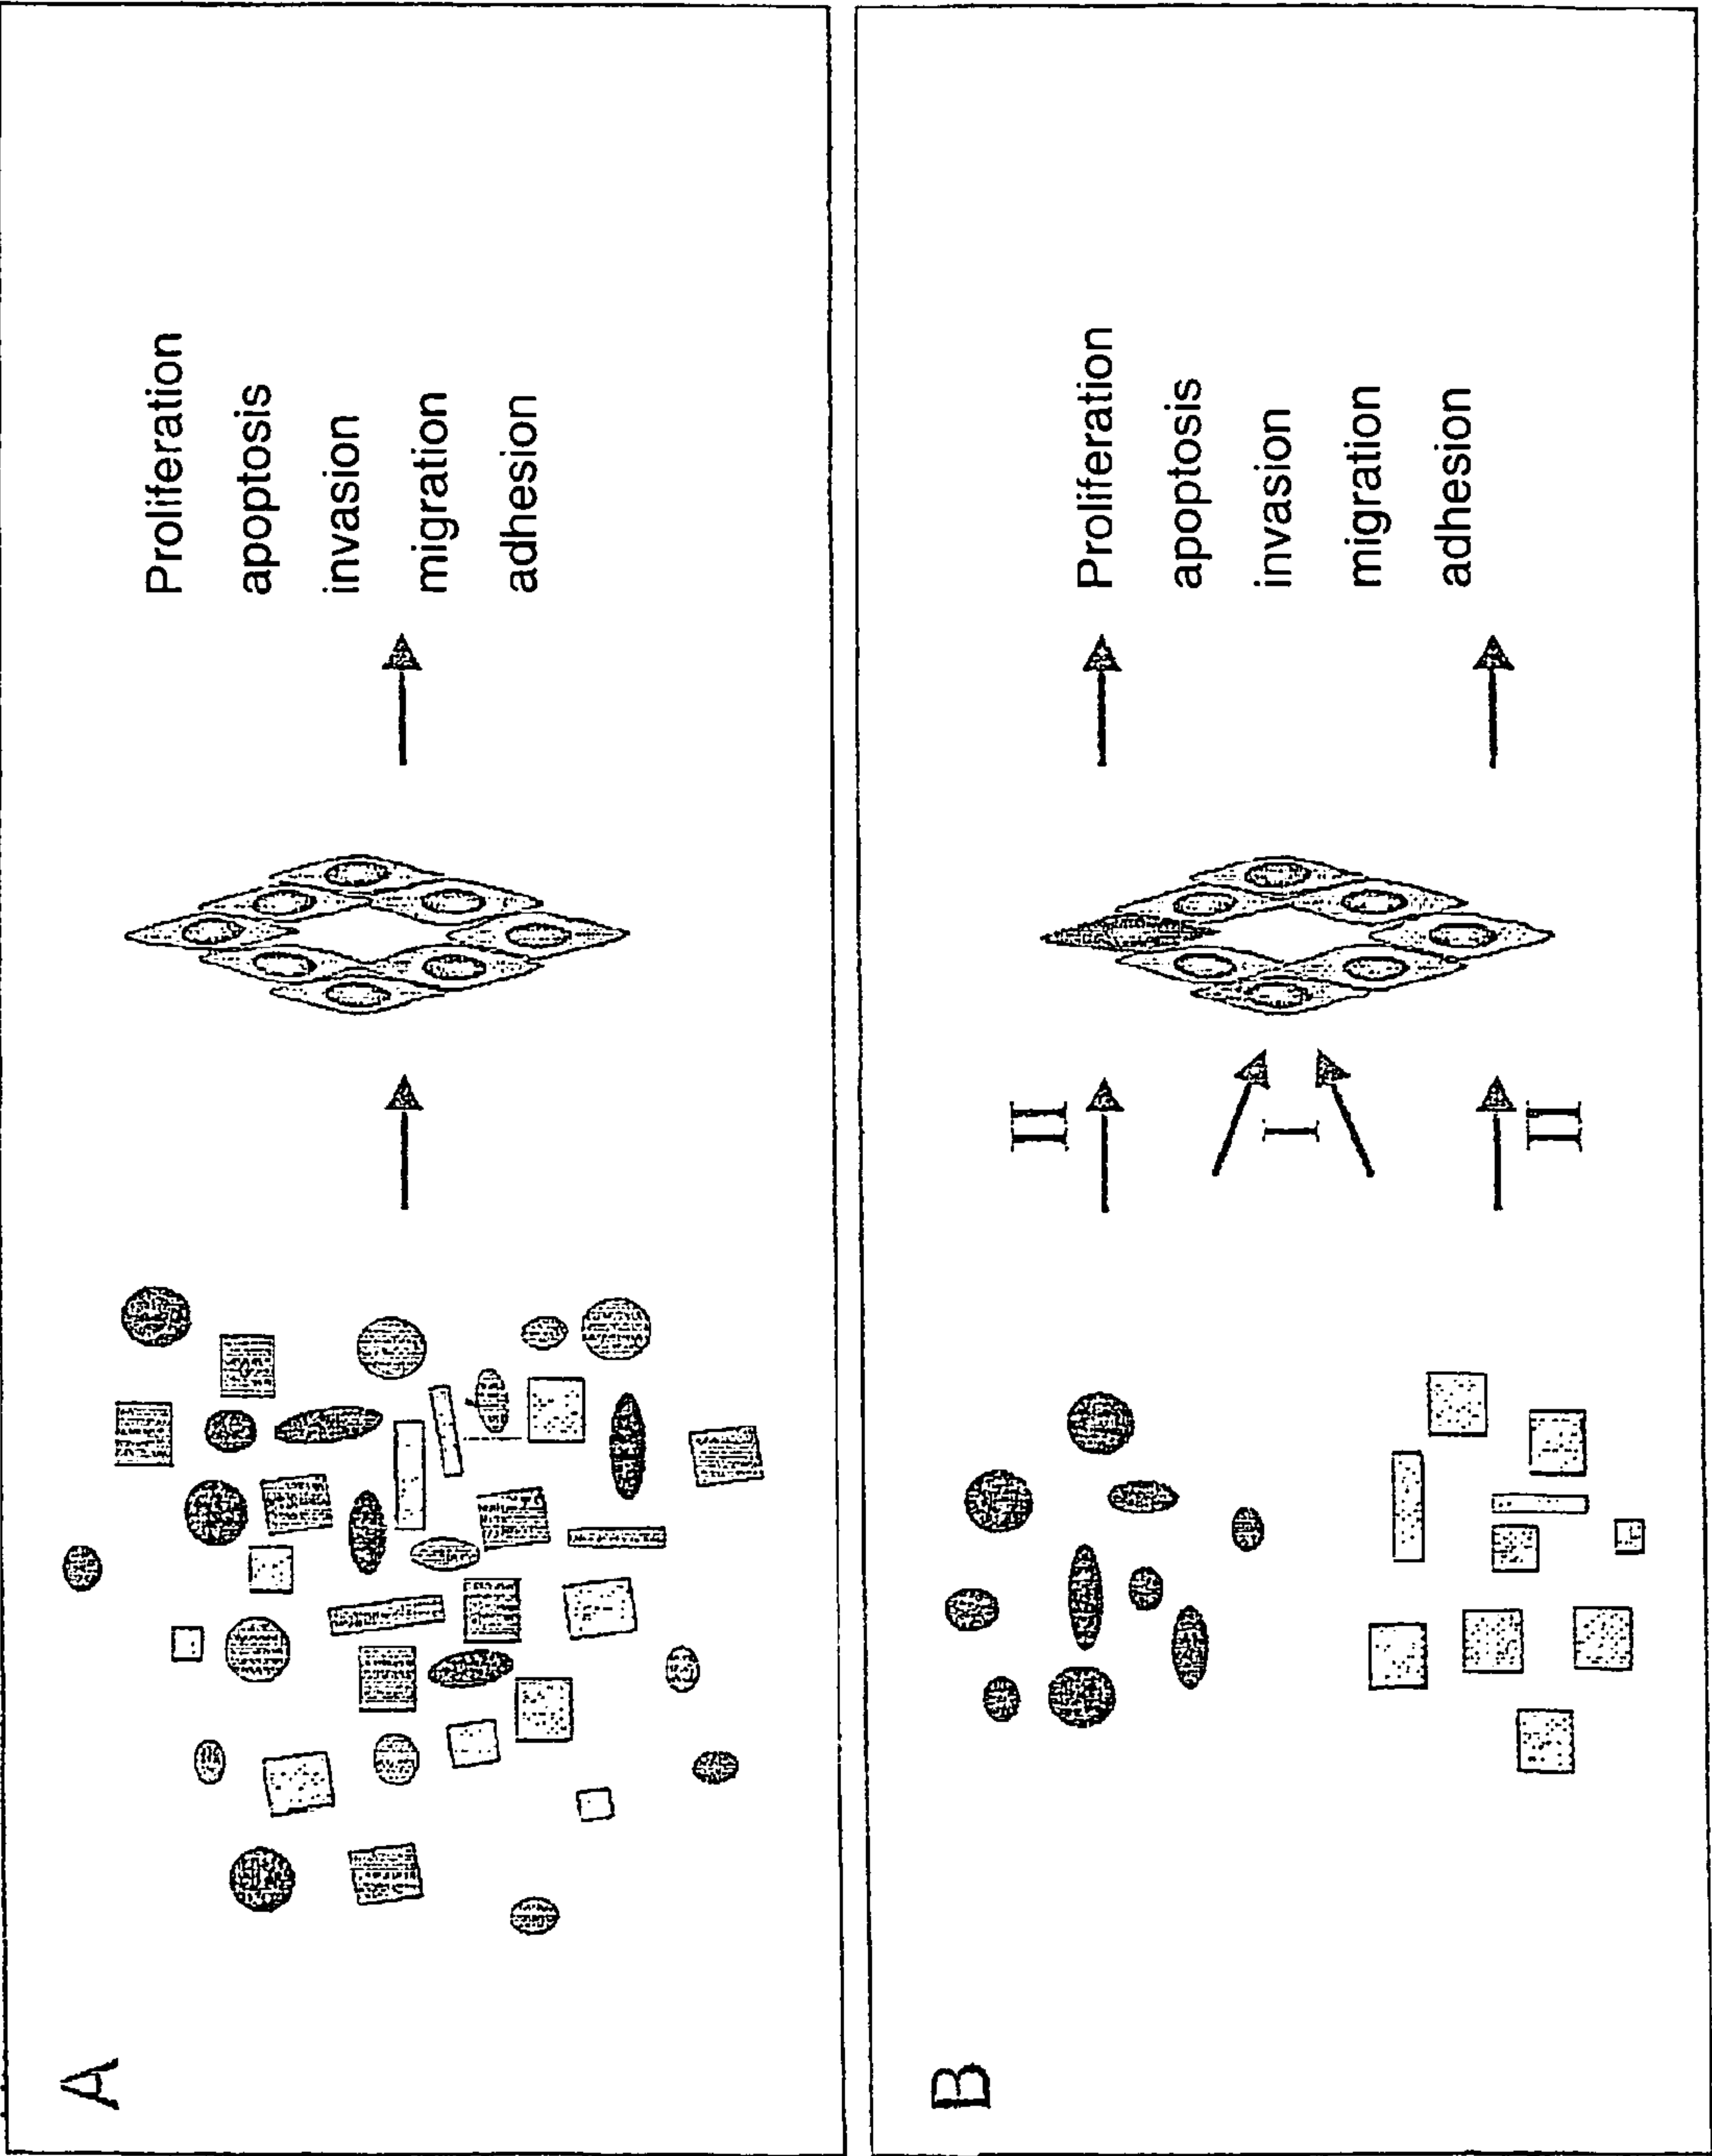 A
Proliferation
apoptosis
invasion
migration
adhesion
B
II
I
II
Proliferation
apoptosis
invasion
migration
adhesion